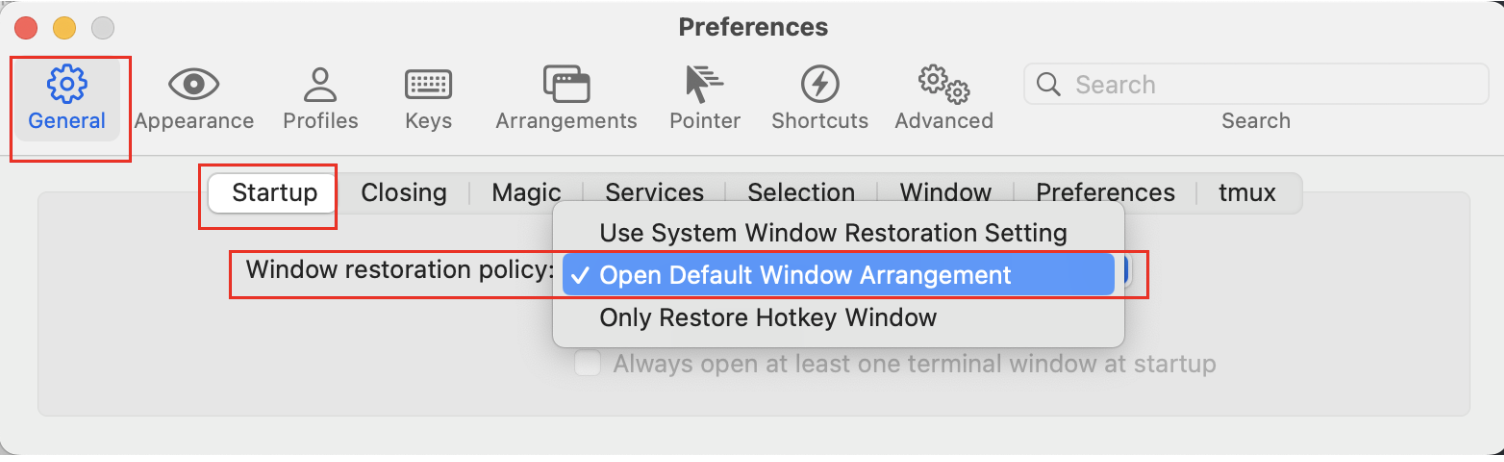 Preferences
General Appearance Profiles Keys Arrangements Pointer Shortcuts Advanced Search
Search
Startup Closing Magic Services Selection Window Preferences tmux
Use System Window Restoration Setting
Window restoration policy: ✓ Open Default Window Arrangement
Only Restore Hotkey Window
Always open at least one terminal window at startup